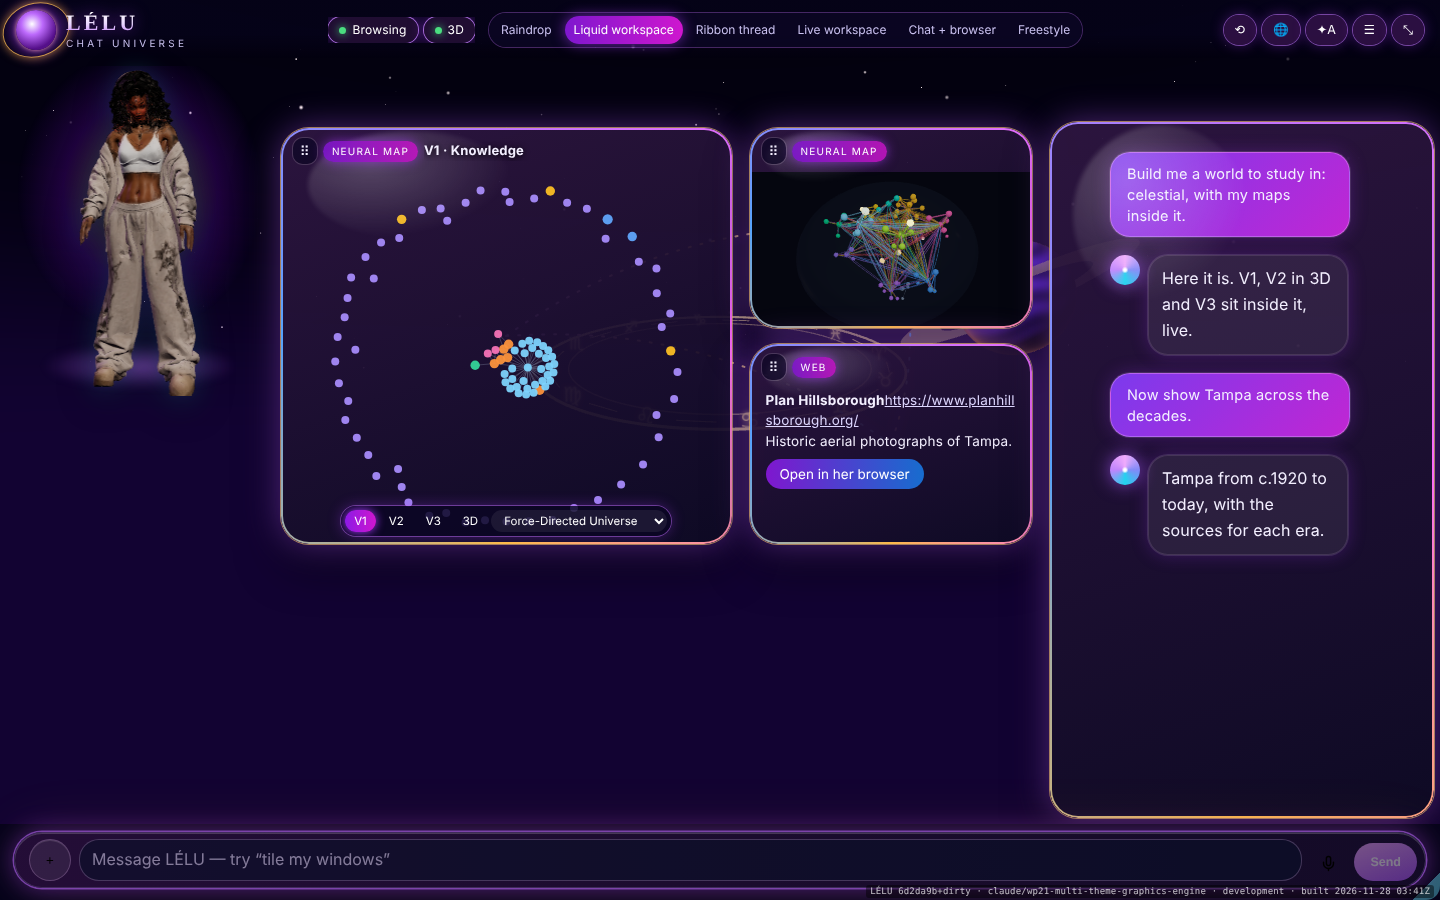 LÉLU
CHAT UNIVERSE
Browsing
3D
Raindrop
Liquid workspace
Ribbon thread
Live workspace
Chat + browser
Freestyle
✦A
NEURAL MAP
V1 · Knowledge
V1
V2
V3
3D
Force-Directed Universe
NEURAL MAP
WEB
Plan Hillsboroughhttps://www.planhill
sborough.org/
Historic aerial photographs of Tampa.
Open in her browser
Build me a world to study in:
celestial, with my maps
inside it.
Here it is. V1, V2 in 3D
and V3 sit inside it,
live.
Now show Tampa across the
decades.
Tampa from c.1920 to
today, with the
sources for each era.
+
Message LÉLU — try “tile my windows”
Send
LÉLU 6d2da9b+dirty · claude/wp21-multi-theme-graphics-engine · development · built 2026-11-28 03:41Z